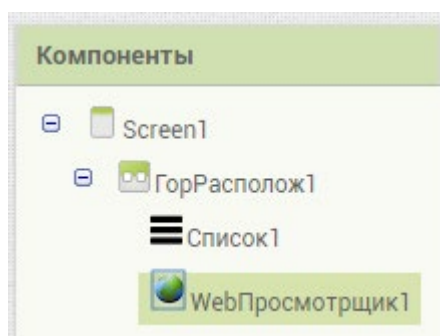 Компоненты
Screen1
ГорРасполож1
Список1
WebПросмотрщик1